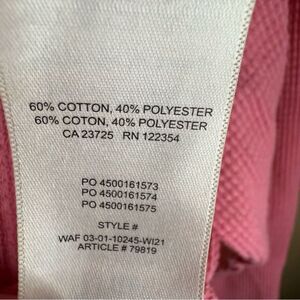 60% COTTON, 40% POLYESTER
60% COTON, 40% POLYESTER
CA 23725 RN 122354
PO 4500161573
PO 4500161574
PO 4500161575
STYLE #
WAF 03-01-10245-WI21
ARTICLE # 79819